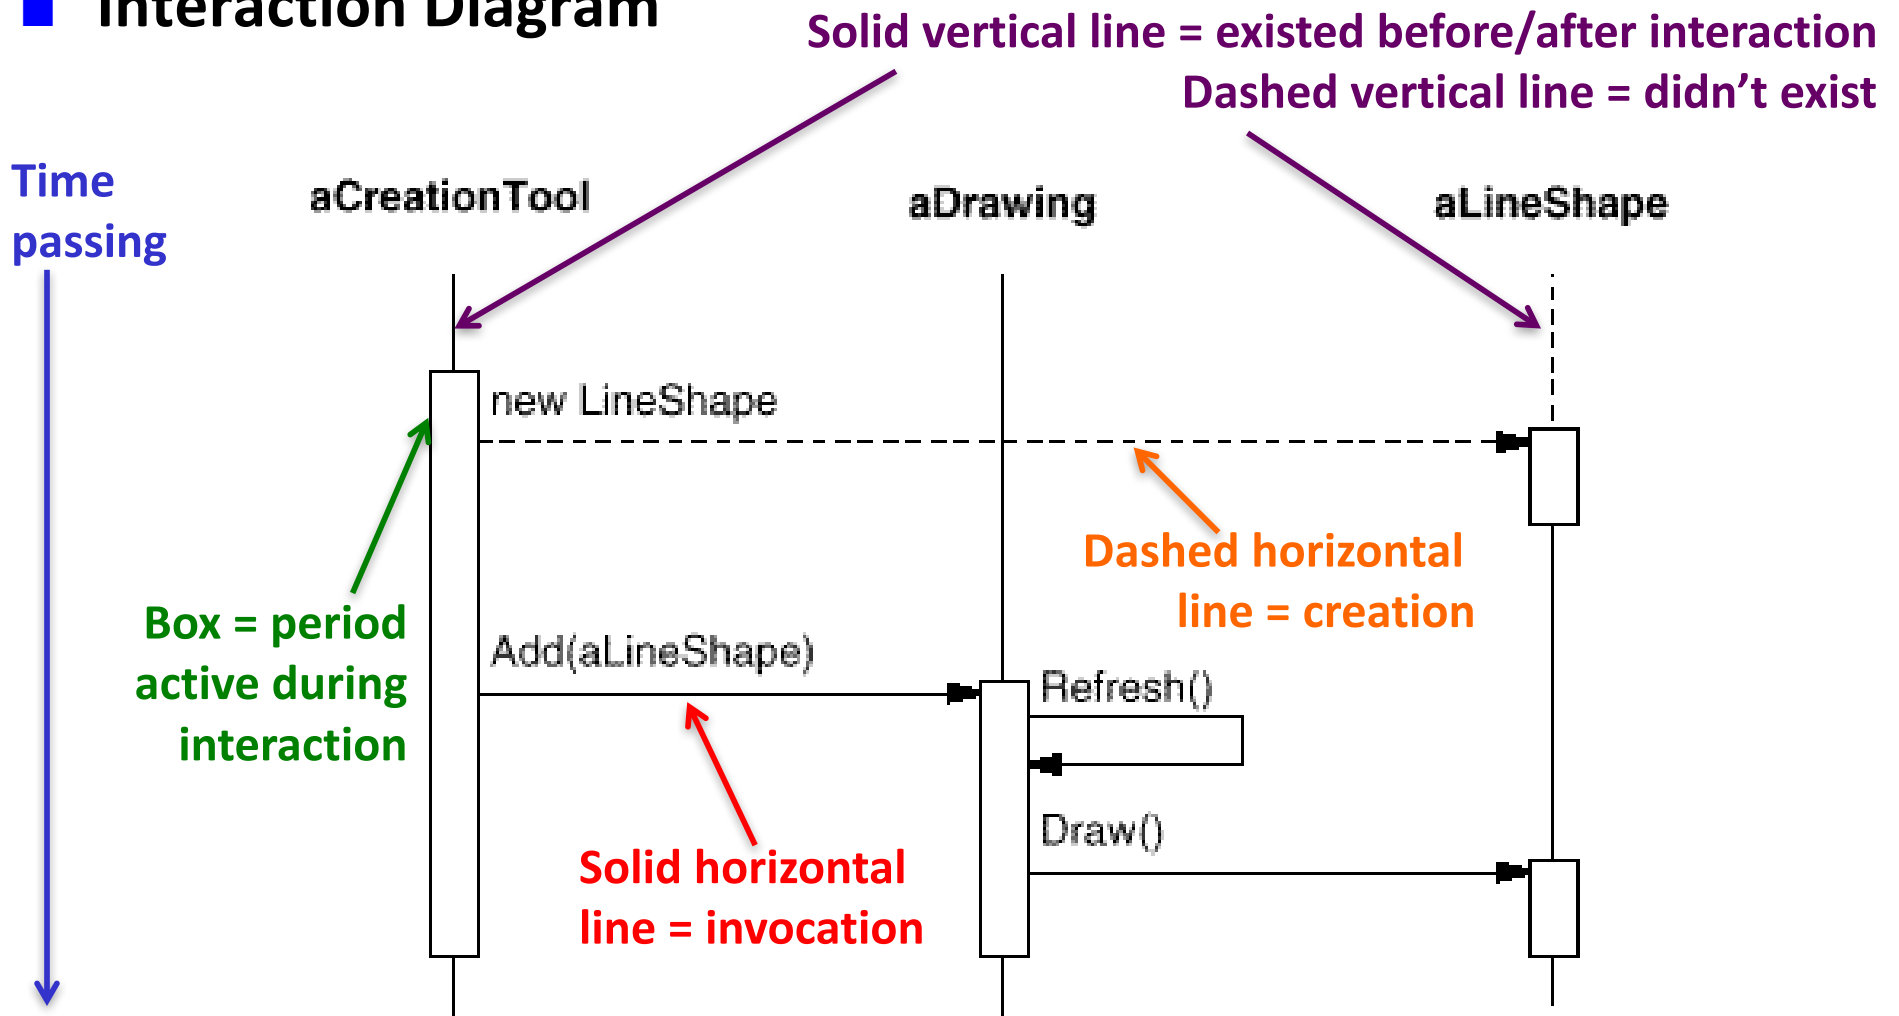 Interaction Diagram
Solid vertical line = existed before/after interaction
Dashed vertical line = didn’t exist
Time
passing
aCreationTool
aDrawing
aLineShape
new LineShape
Dashed horizontal
line = creation
Box = period
active during
interaction
Add(aLineShape)
Refresh()
Draw()
Solid horizontal
line = invocation